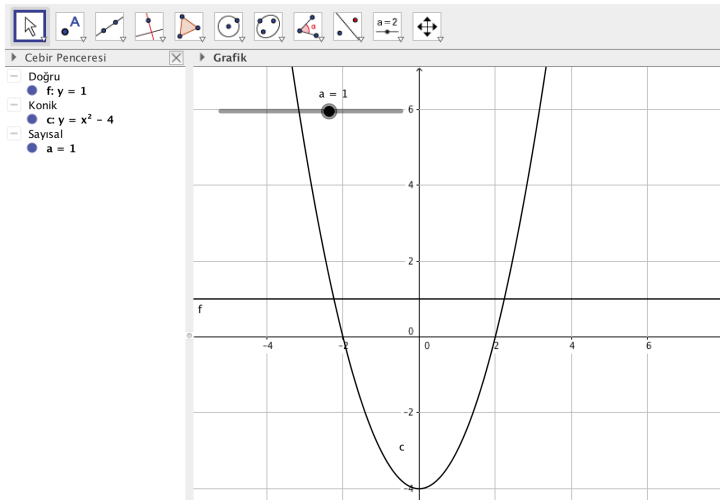 A
α
a=2
Cebir Penceresi
Grafik
Doğru
f: y = 1
Konik
c: y = x² − 4
Sayısal
a = 1
a = 1
6
4
2
0
f
-4
-2
0
2
4
6
-2
c
-4